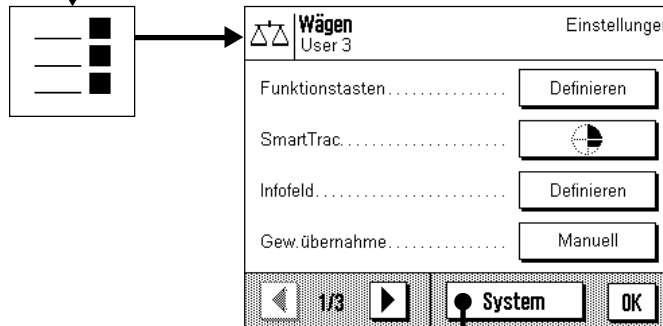 Wägen
User 3
Einstellungen
Funktionstasten............... Definieren
SmartTrac.....................
Infofeld........................ Definieren
Gew.übernahme............... Manuell
1/3 System OK